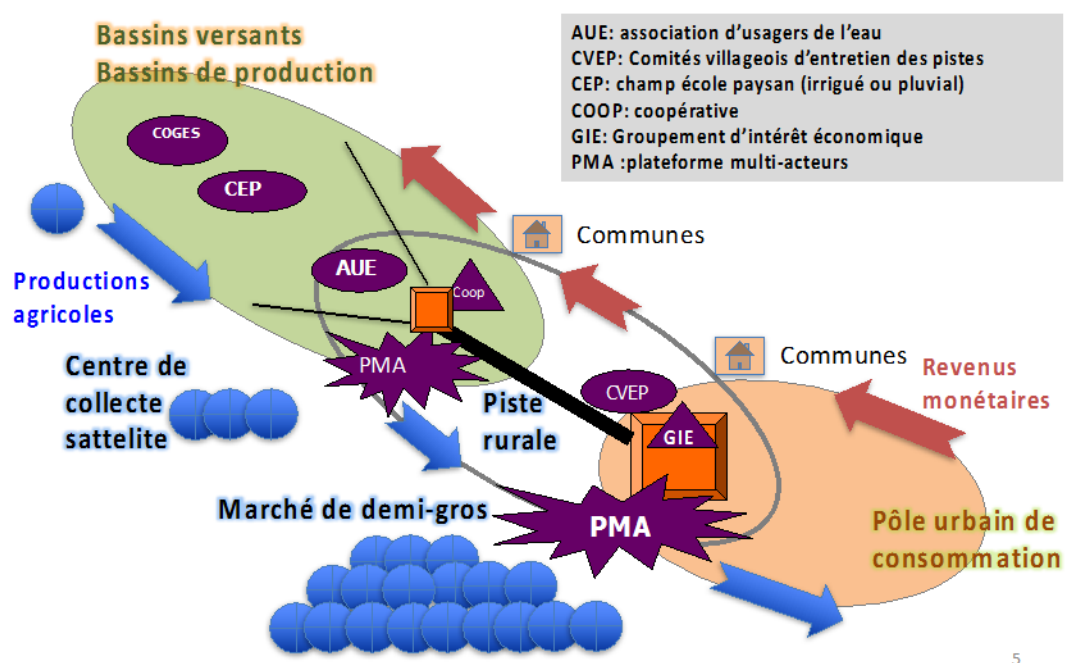 Bassins versants
Bassins de production
AUE: association d’usagers de l’eau
CVEP: Comités villageois d’entretien des pistes
CEP: champ école paysan (irrigué ou pluvial)
COOP: coopérative
GIE: Groupement d’intérêt économique
PMA :plateforme multi-acteurs
COGES
CEP
Communes
AUE
Coop
Productions
agricoles
PMA
Communes
Centre de
collecte
sattelite
CVEP
Revenus
monétaires
Piste
rurale
GIE
Marché de demi-gros
PMA
Pôle urbain de
consommation
5